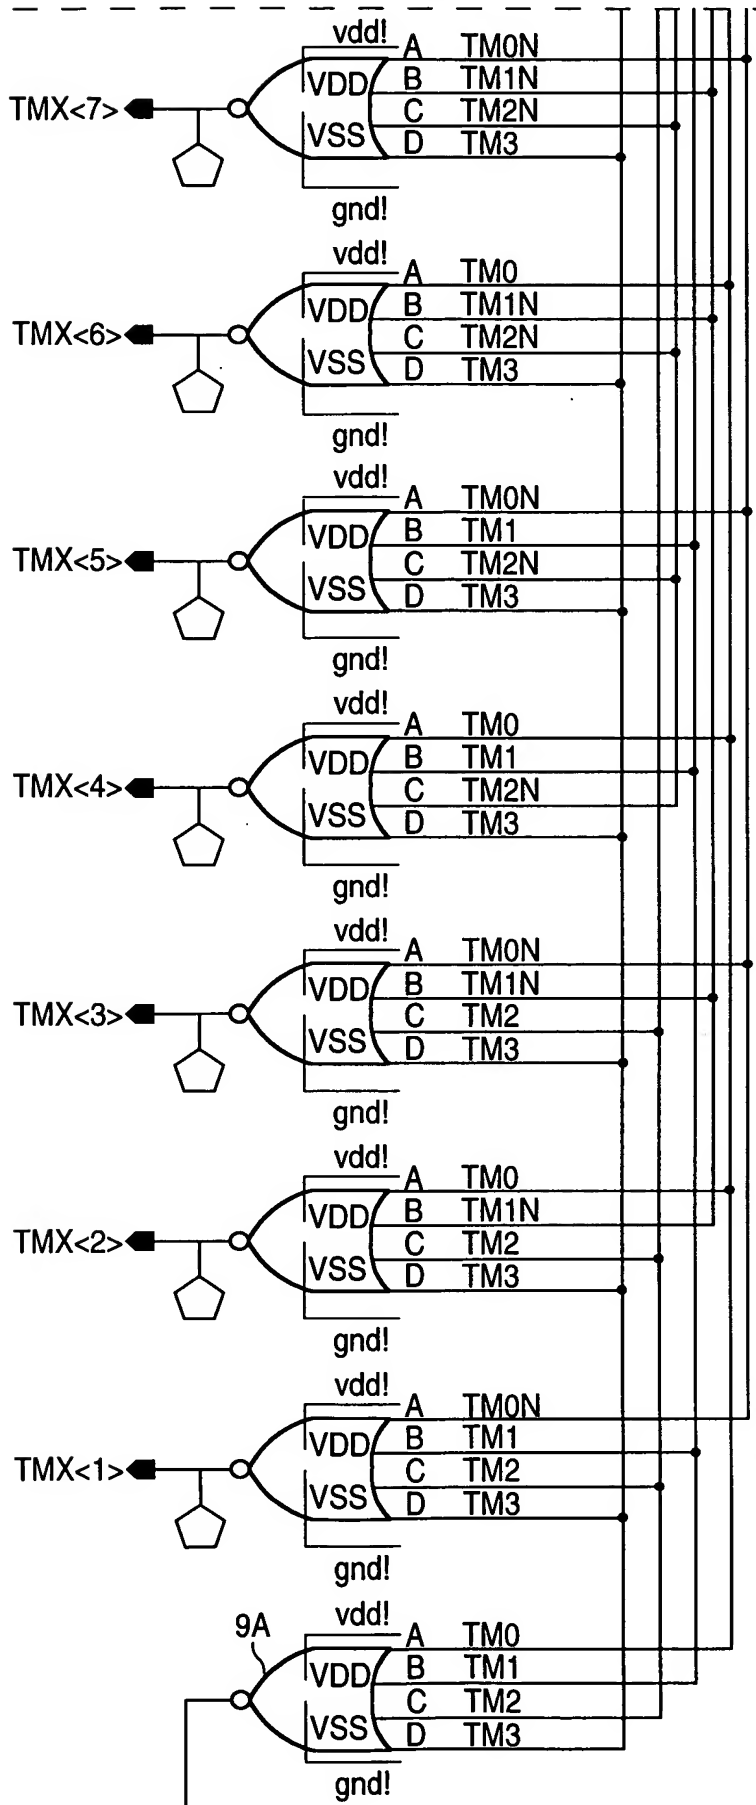 vdd!
A TM0N
VDD B TM1N
TMX<7>
C TM2N
VSS D TM3
gnd!
vdd!
A TM0
VDD B TM1N
TMX<6>
C TM2N
VSS D TM3
gnd!
vdd!
A TM0N
VDD B TM1
TMX<5>
C TM2N
VSS D TM3
gnd!
vdd!
A TM0
VDD B TM1
TMX<4>
C TM2N
VSS D TM3
gnd!
vdd!
A TM0N
VDD B TM1N
TMX<3>
C TM2
VSS D TM3
gnd!
vdd!
A TM0
VDD B TM1N
TMX<2>
C TM2
VSS D TM3
gnd!
vdd!
A TM0N
VDD B TM1
TMX<1>
C TM2
VSS D TM3
gnd!
vdd!
9A
A TM0
VDD B TM1
C TM2
VSS D TM3
gnd!